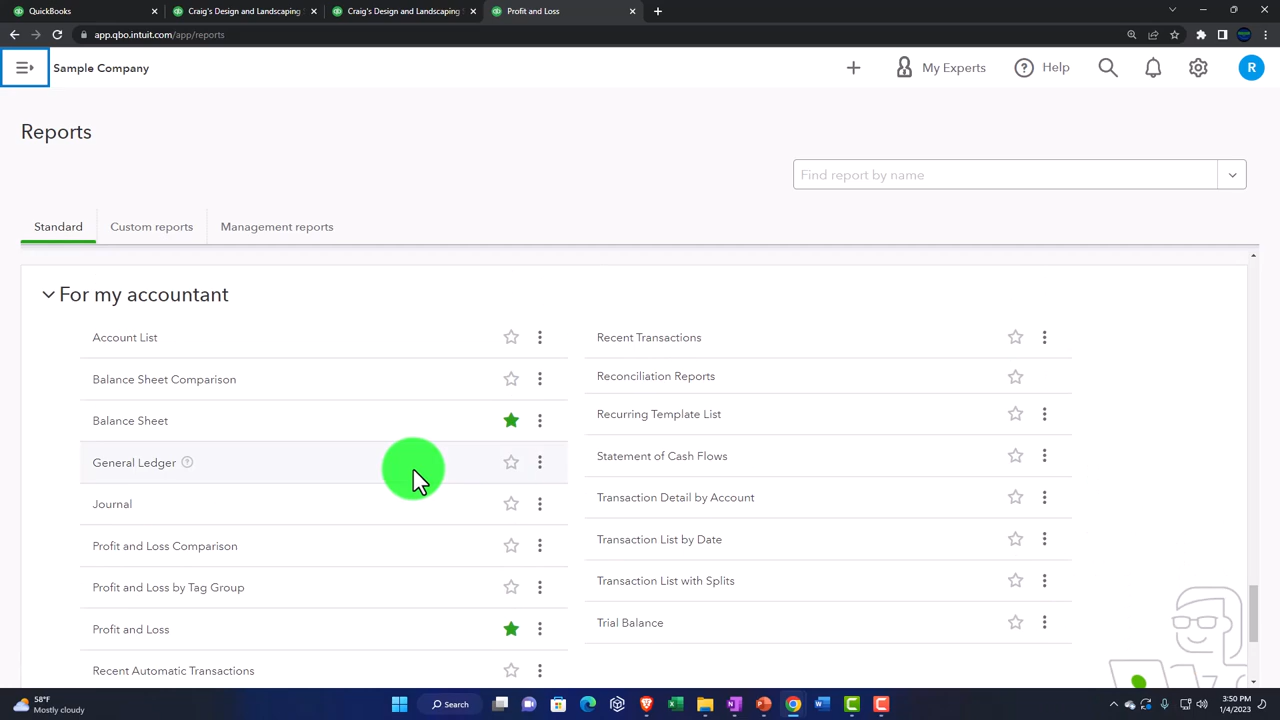 QuickBooks
Craig's Design and Landscaping
Craig's Design and Landscaping
Profit and Loss
app.qbo.intuit.com/app/reports
Sample Company
My Experts
Help
R
Reports
Find report by name
Standard
Custom reports
Management reports
For my accountant
Account List
Recent Transactions
Balance Sheet Comparison
Reconciliation Reports
Balance Sheet
Recurring Template List
General Ledger
Statement of Cash Flows
Journal
Transaction Detail by Account
Profit and Loss Comparison
Transaction List by Date
Profit and Loss by Tag Group
Transaction List with Splits
Profit and Loss
Trial Balance
Recent Automatic Transactions
58°F
Mostly cloudy
Search
3:50 PM
1/4/2023